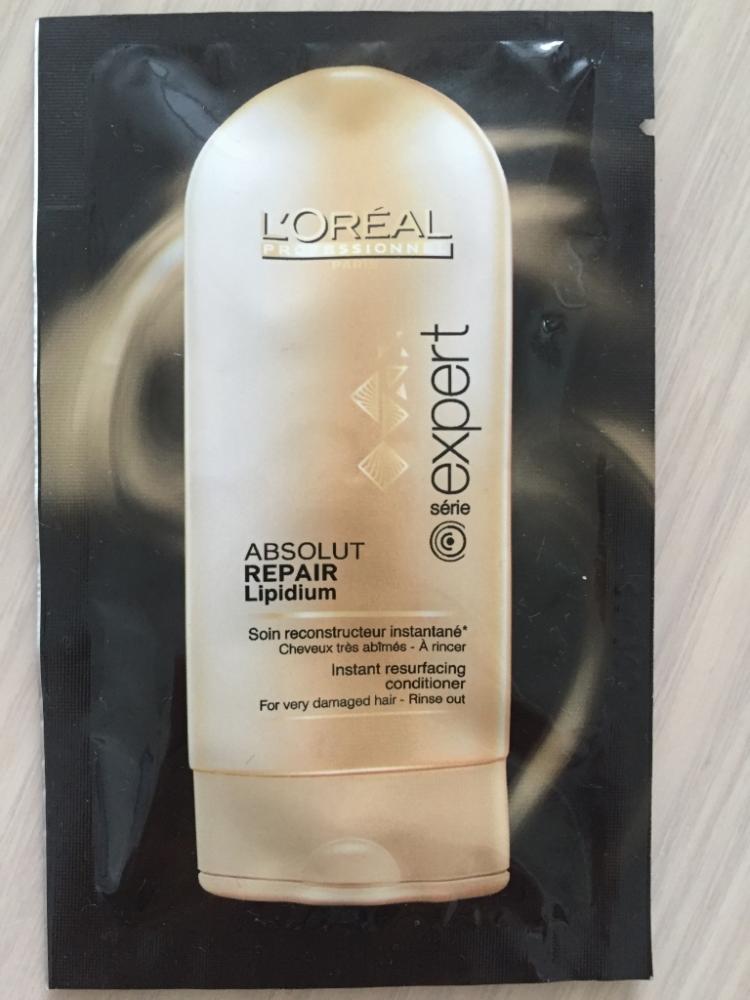 L'ORÉAL
PROFESSIONNEL
PARIS
série expert
ABSOLUT
REPAIR
Lipidium
Soin reconstructeur instantané*
Cheveux très abîmés - À rincer
Instant resurfacing
conditioner
For very damaged hair - Rinse out